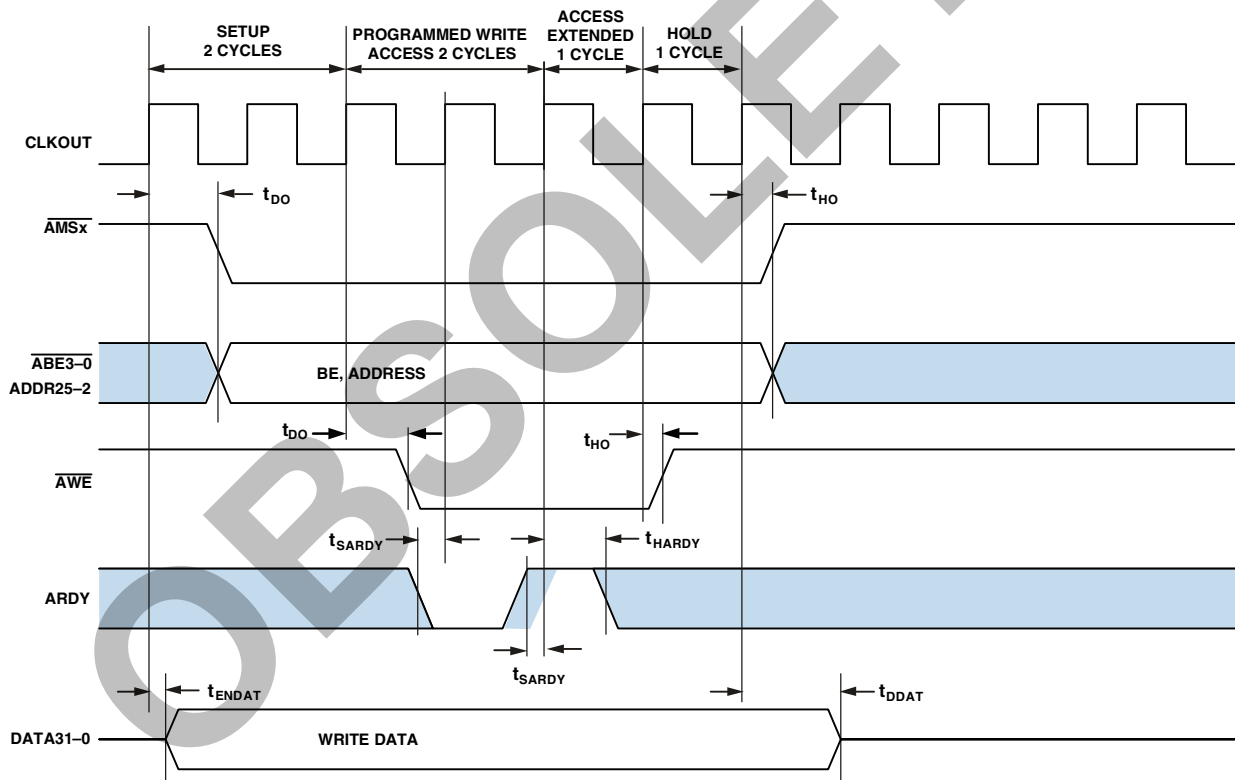 SETUP
2 CYCLES
PROGRAMMED WRITE
ACCESS 2 CYCLES
ACCESS
EXTENDED
1 CYCLE
HOLD
1 CYCLE
CLKOUT
tDO
tHO
AMSx
ABE3–0
ADDR25–2
BE, ADDRESS
tDO
tHO
AWE
tSARDY
tHARDY
ARDY
tSARDY
tENDAT
tDDAT
DATA31–0
WRITE DATA
OBSOLE